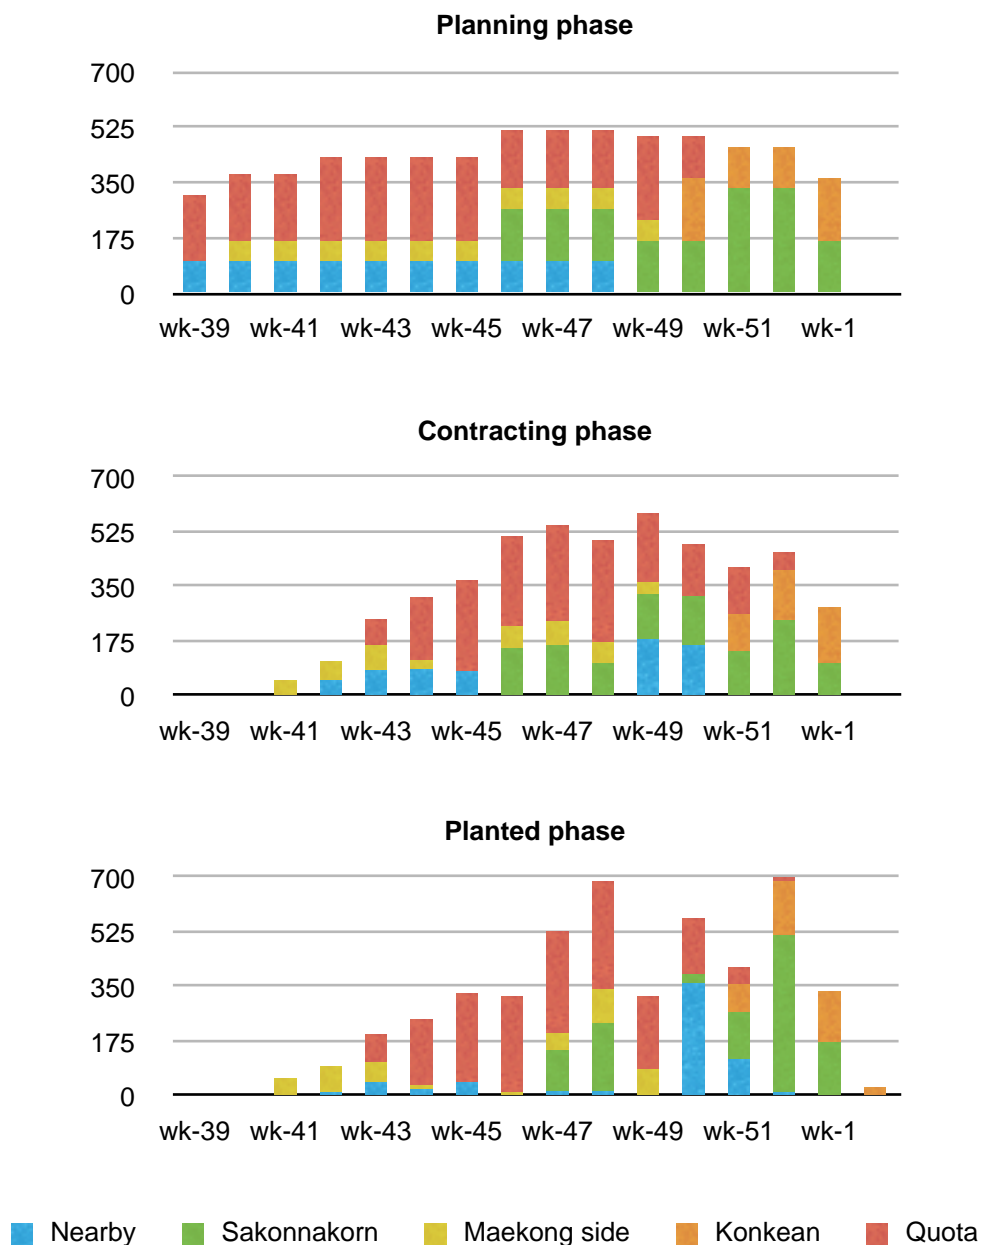 Planning phase
700
525
350
175
0
wk-39 wk-41 wk-43 wk-45 wk-47 wk-49 wk-51 wk-1
Contracting phase
700
525
350
175
0
wk-39 wk-41 wk-43 wk-45 wk-47 wk-49 wk-51 wk-1
Planted phase
700
525
350
175
0
wk-39 wk-41 wk-43 wk-45 wk-47 wk-49 wk-51 wk-1
Nearby Sakonnakorn Maekong side Konkean Quota